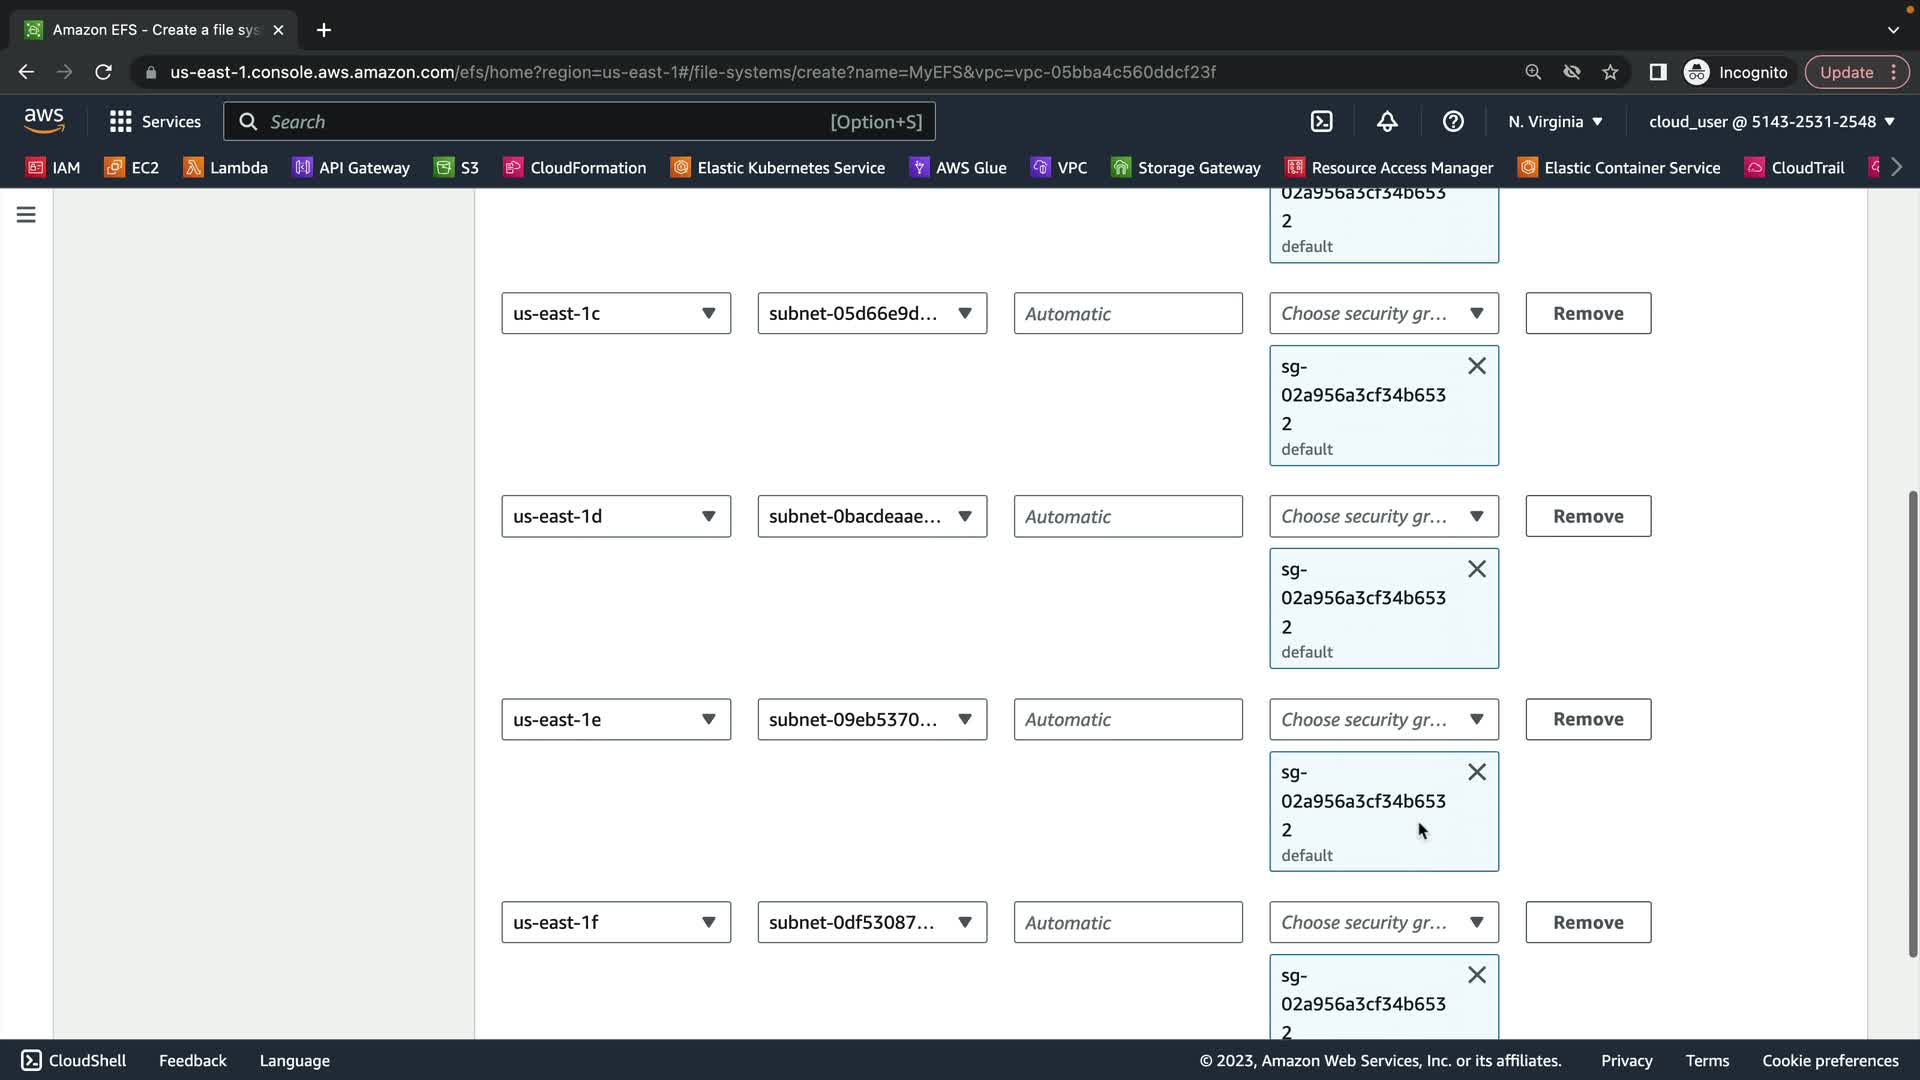 Amazon EFS - Create a file sys
us-east-1.console.aws.amazon.com/efs/home?region=us-east-1#/file-systems/create?name=MyEFS&vpc=vpc-05bba4c560ddcf23f
Incognito
Update
aws
Services
Search
[Option+S]
N. Virginia
cloud_user @ 5143-2531-2548
IAM
EC2
Lambda
API Gateway
S3
CloudFormation
Elastic Kubernetes Service
AWS Glue
VPC
Storage Gateway
Resource Access Manager
Elastic Container Service
CloudTrail
02a956a3cf34b653
2
default
us-east-1c
subnet-05d66e9d...
Automatic
Choose security gr...
Remove
sg-
02a956a3cf34b653
2
default
us-east-1d
subnet-0bacdeaae...
Automatic
Choose security gr...
Remove
sg-
02a956a3cf34b653
2
default
us-east-1e
subnet-09eb5370...
Automatic
Choose security gr...
Remove
sg-
02a956a3cf34b653
2
default
us-east-1f
subnet-0df53087...
Automatic
Choose security gr...
Remove
sg-
02a956a3cf34b653
2
CloudShell
Feedback
Language
© 2023, Amazon Web Services, Inc. or its affiliates.
Privacy
Terms
Cookie preferences